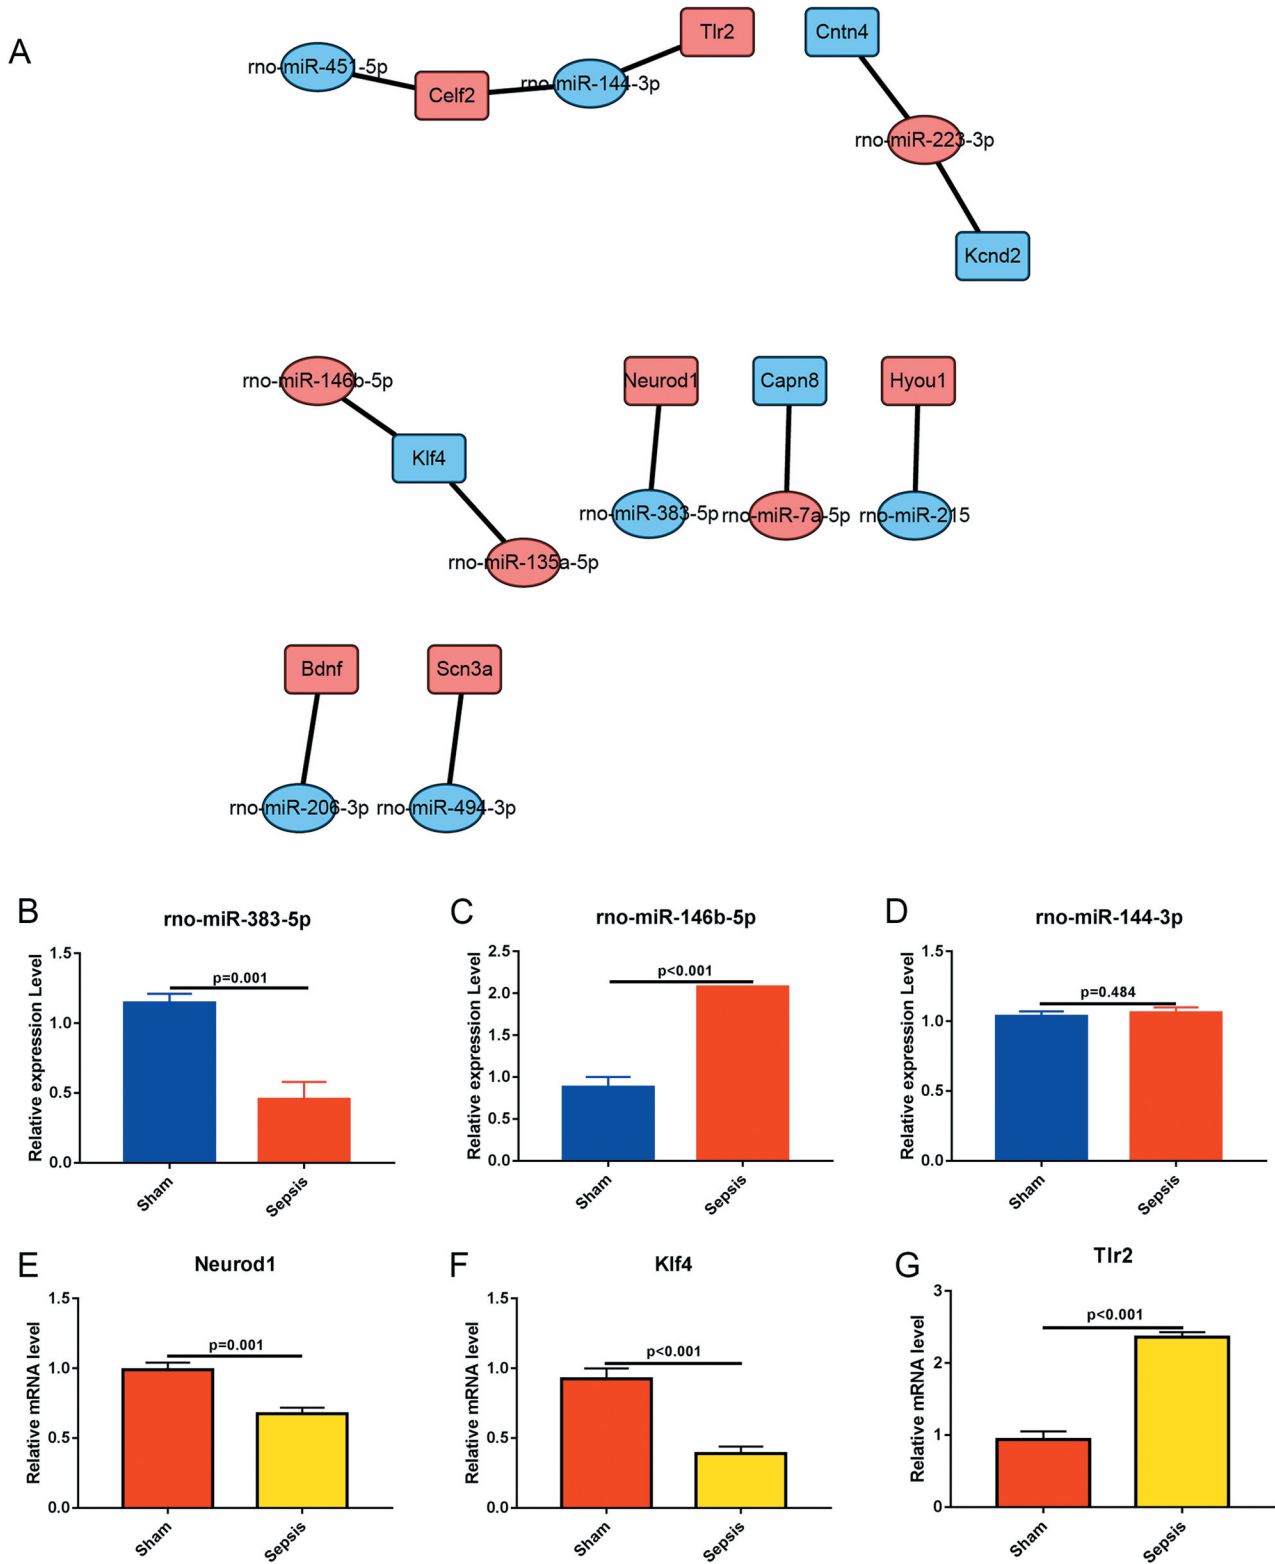 A
rno-miR-451-5p
Celf2
rno-miR-144-3p
Tlr2
Cntn4
rno-miR-223-3p
Kcnd2
rno-miR-146b-5p
Klf4
rno-miR-135a-5p
Neurod1
Capn8
Hyou1
rno-miR-383-5p
rno-miR-7a-5p
rno-miR-215
Bdnf
Scn3a
rno-miR-206-3p
rno-miR-494-3p
B
rno-miR-383-5p
Relative expression Level
1.5
1.0
0.5
0.0
p=0.001
Sham
Sepsis
C
rno-miR-146b-5p
Relative expression Level
2.5
2.0
1.5
1.0
0.5
0.0
p<0.001
Sham
Sepsis
D
rno-miR-144-3p
Relative expression Level
1.5
1.0
0.5
0.0
p=0.484
Sham
Sepsis
E
Neurod1
Relative mRNA level
1.5
1.0
0.5
0.0
p=0.001
Sham
Sepsis
F
Klf4
Relative mRNA level
1.5
1.0
0.5
0.0
p<0.001
Sham
Sepsis
G
Tlr2
Relative mRNA level
3
2
1
0
p<0.001
Sham
Sepsis